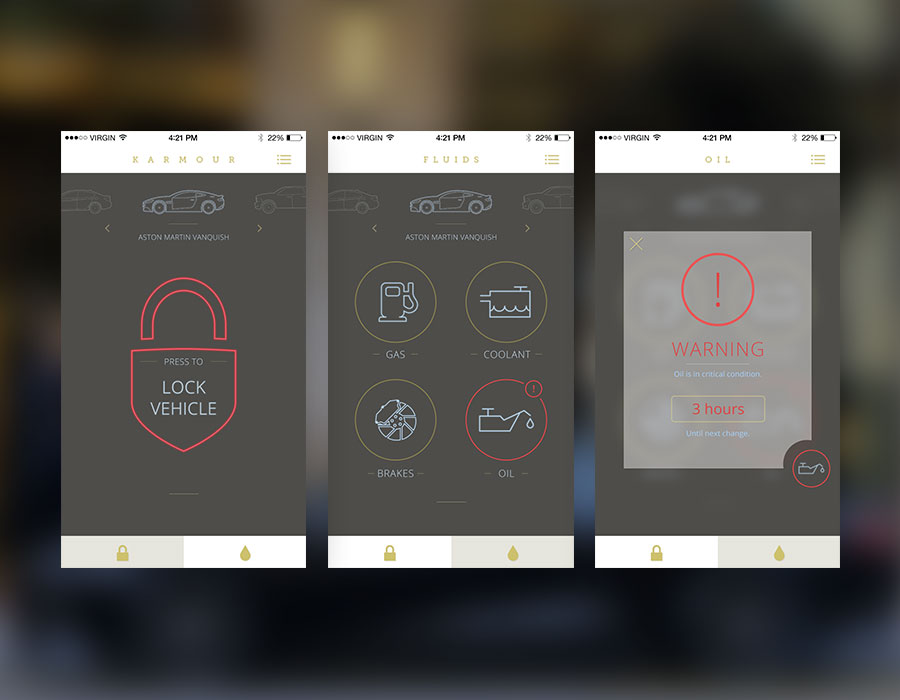 VIRGIN 4:21 PM 22%
KARMOUR
ASTON MARTIN VANQUISH
PRESS TO
LOCK
VEHICLE
VIRGIN 4:21 PM 22%
FLUIDS
ASTON MARTIN VANQUISH
GAS COOLANT
!
BRAKES OIL
VIRGIN 4:21 PM 22%
OIL
!
WARNING
Oil is in critical condition.
3 hours
Until next change.